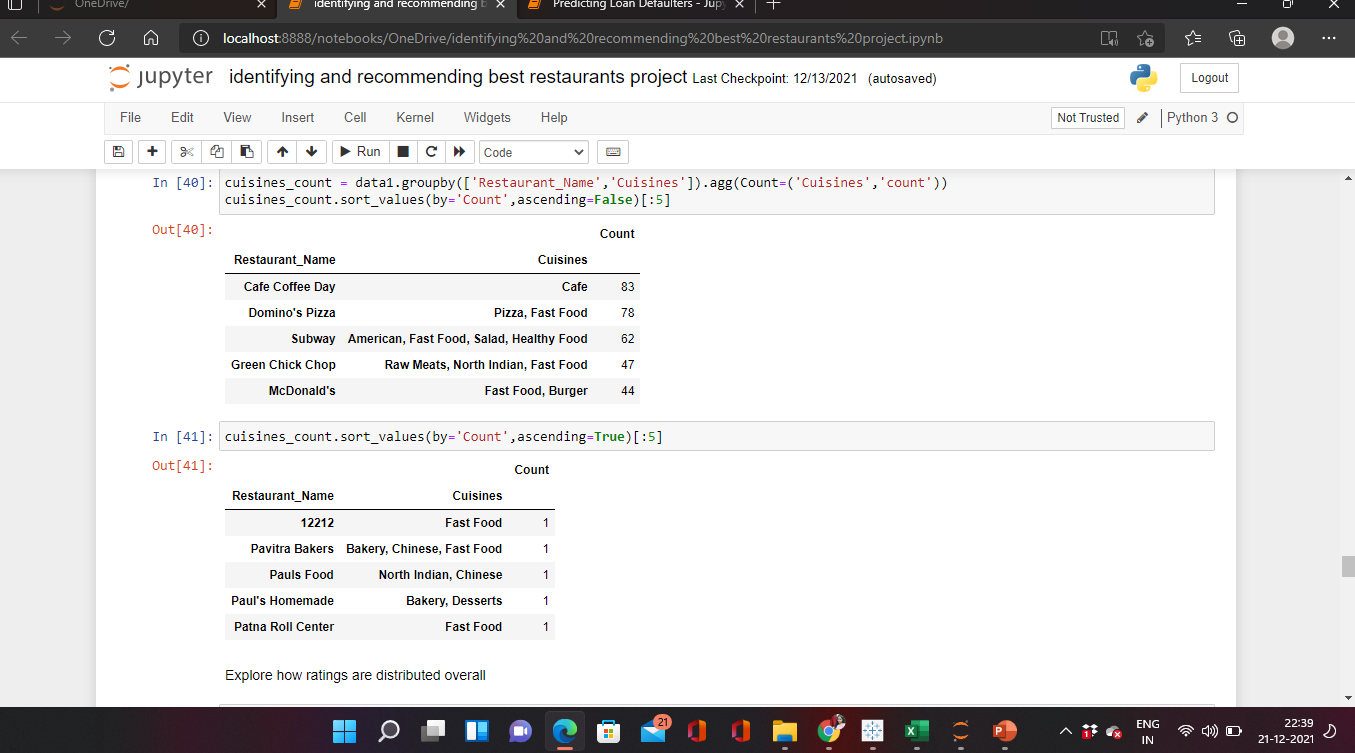 OneDrive/
identifying and recommending b
Predicting Loan Defaulters - Jup
localhost:8888/notebooks/OneDrive/identifying%20and%20recommending%20best%20restaurants%20project.ipynb
jupyter identifying and recommending best restaurants project Last Checkpoint: 12/13/2021 (autosaved)
Logout
File Edit View Insert Cell Kernel Widgets Help
Not Trusted Python 3
Run Code
In [40]: cuisines_count = data1.groupby(['Restaurant_Name','Cuisines']).agg(Count=('Cuisines','count'))
cuisines_count.sort_values(by='Count',ascending=False)[:5]
Out[40]:
Count
Restaurant_Name Cuisines
Cafe Coffee Day Cafe 83
Domino's Pizza Pizza, Fast Food 78
Subway American, Fast Food, Salad, Healthy Food 62
Green Chick Chop Raw Meats, North Indian, Fast Food 47
McDonald's Fast Food, Burger 44
In [41]: cuisines_count.sort_values(by='Count',ascending=True)[:5]
Out[41]:
Count
Restaurant_Name Cuisines
12212 Fast Food 1
Pavitra Bakers Bakery, Chinese, Fast Food 1
Pauls Food North Indian, Chinese 1
Paul's Homemade Bakery, Desserts 1
Patna Roll Center Fast Food 1
Explore how ratings are distributed overall
21
1
ENG
IN
22:39
21-12-2021